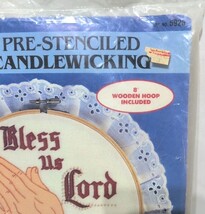 PRE-STENCILED
CANDLEWICKING
8
WOODEN HOOP
INCLUDED
Bless
Us
Lord